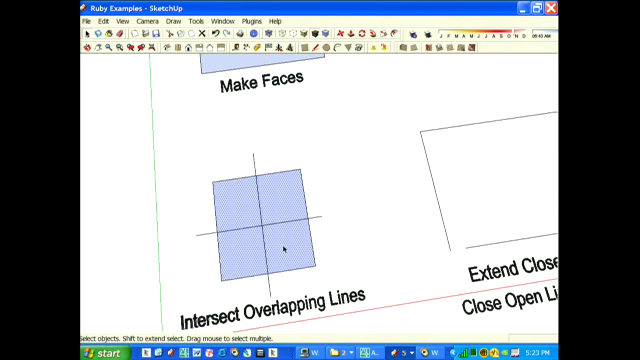 Ruby Examples - SketchUp
File Edit View Camera Draw Tools Window Plugins Help
J F M A M J J A S O N D
Make Faces
Intersect Overlapping Lines
Extend Close
Close Open Li
Select objects. Shift to extend select. Drag mouse to select multiple.
start
5:23 PM